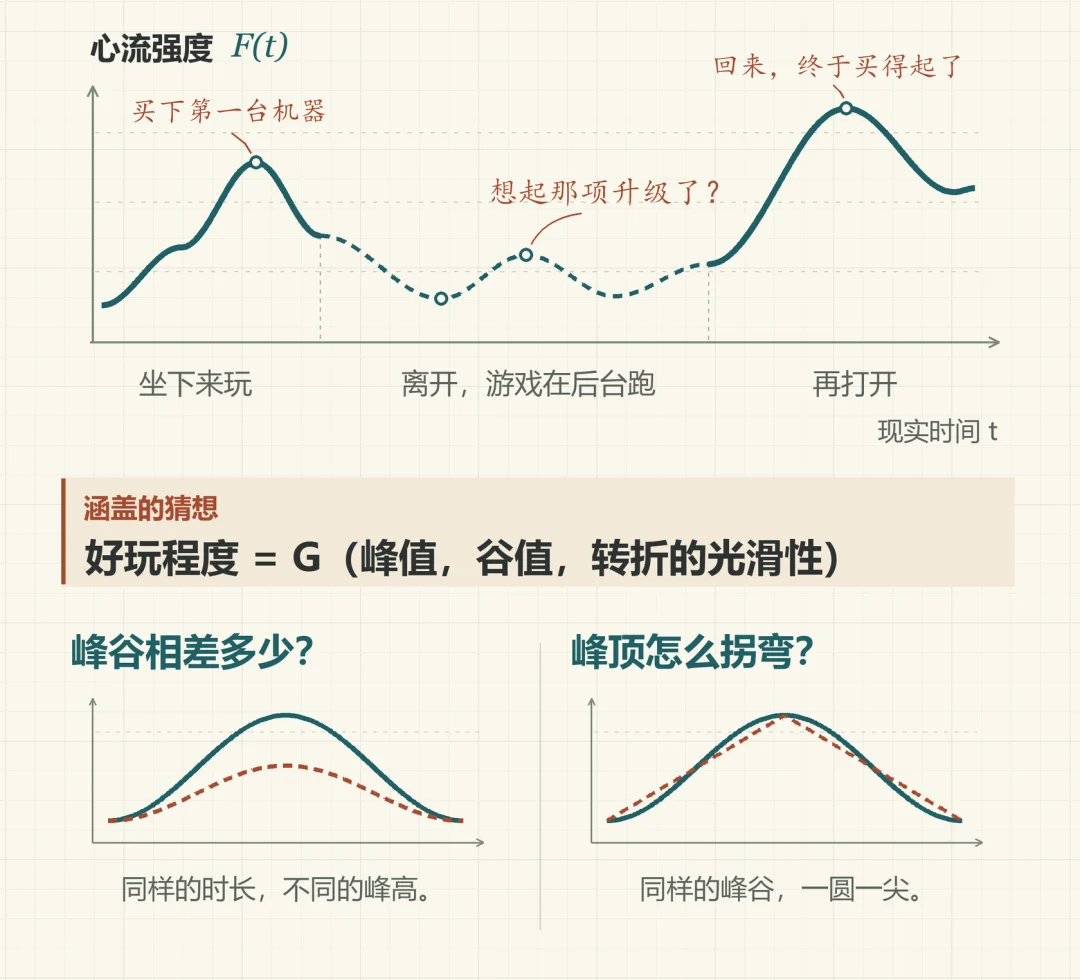 心流强度 F(t)
买下第一台机器
回来，终于买得起了
想起那项升级了？
坐下来玩
离开，游戏在后台跑
再打开
现实时间 t
涵盖的猜想
好玩程度 = G（峰值，谷值，转折的光滑性）
峰谷相差多少？
峰顶怎么拐弯？
同样的时长，不同的峰高。
同样的峰谷，一圆一尖。